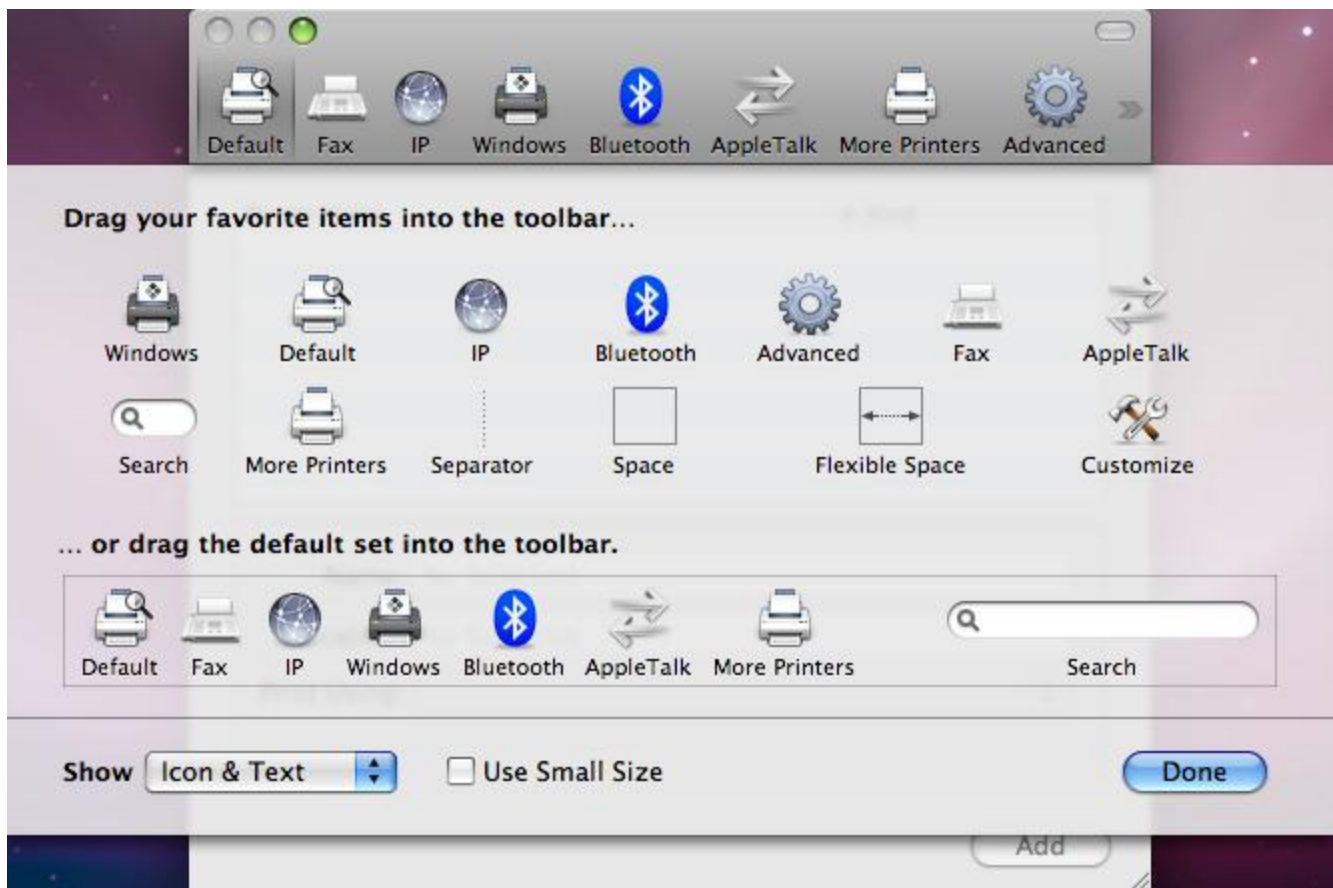 Default Fax IP Windows Bluetooth AppleTalk More Printers Advanced
Drag your favorite items into the toolbar...
Windows Default IP Bluetooth Advanced Fax AppleTalk
Search More Printers Separator Space Flexible Space Customize
... or drag the default set into the toolbar.
Default Fax IP Windows Bluetooth AppleTalk More Printers Search
Show Icon & Text Use Small Size Done
Add